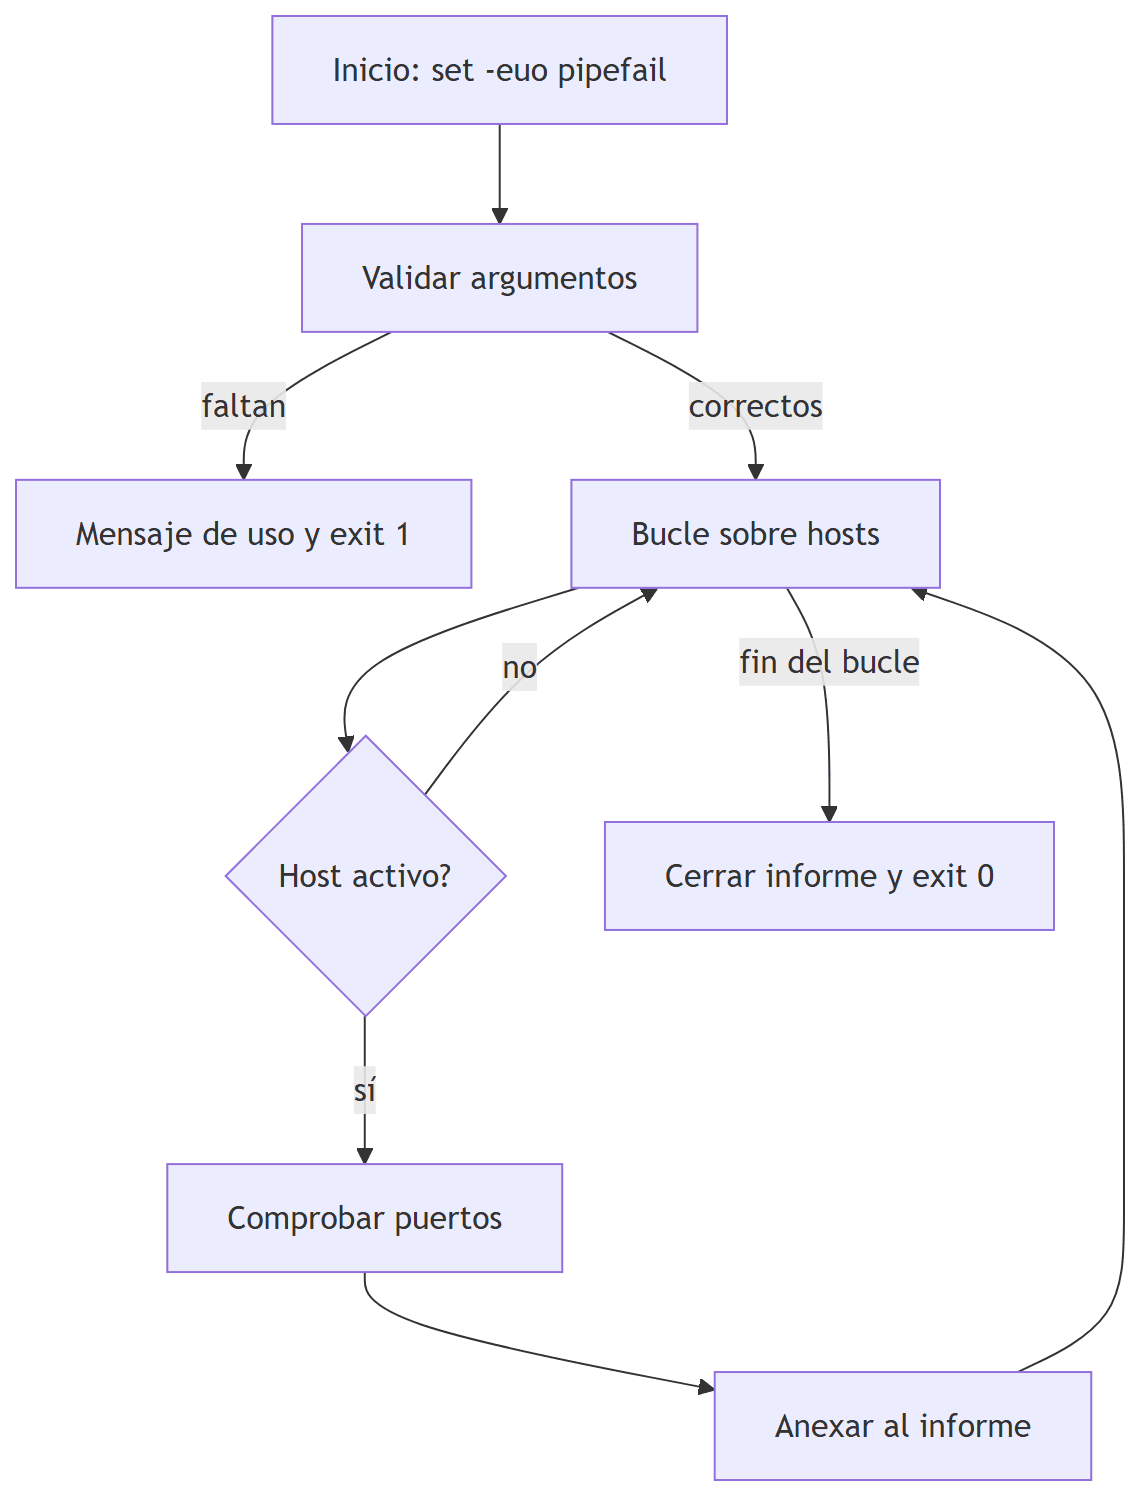 Inicio: set -euo pipefail
Validar argumentos
faltan
correctos
Mensaje de uso y exit 1
Bucle sobre hosts
no
fin del bucle
Host activo?
Cerrar informe y exit 0
sí
Comprobar puertos
Anexar al informe